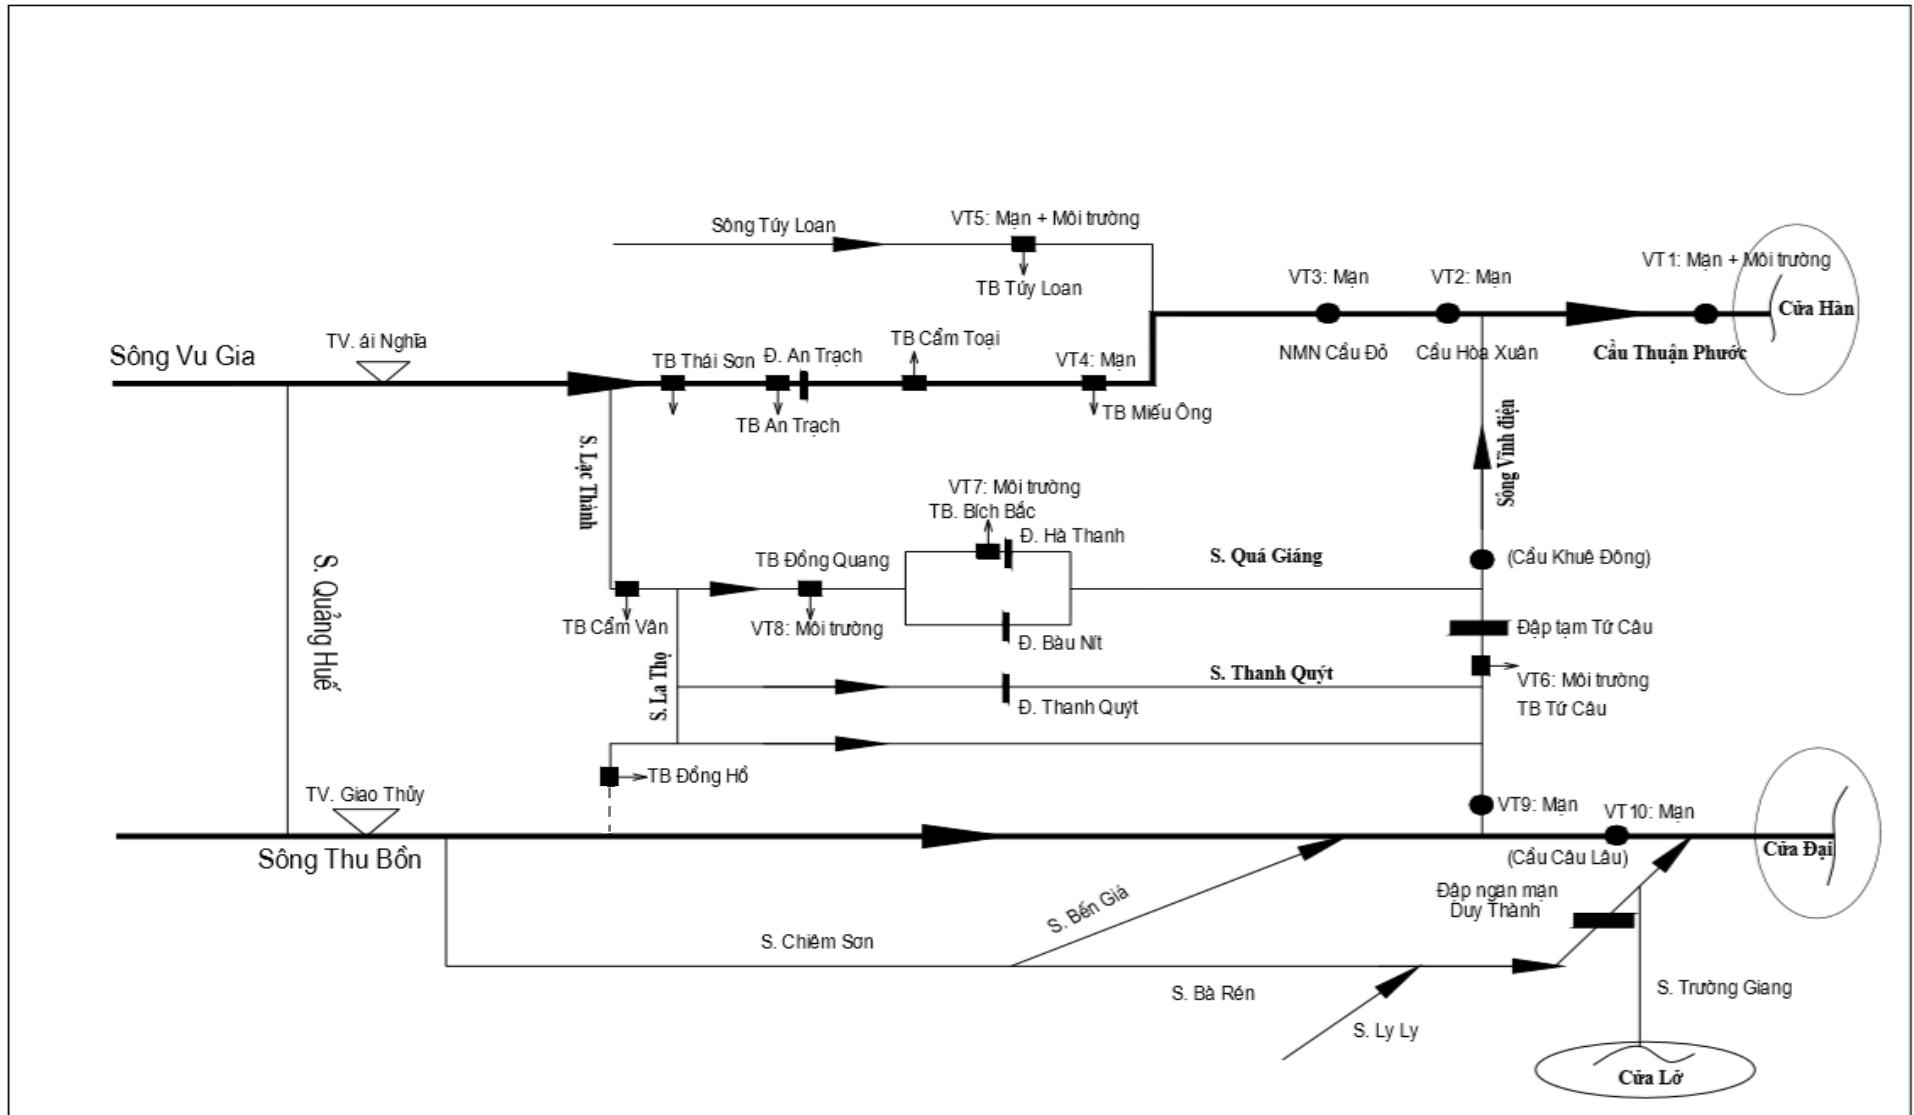 Sông Túy Loan
VT5: Mặn + Môi trường
TB Túy Loan
VT3: Mặn
VT2: Mặn
VT1: Mặn + Môi trường
Cửa Hàn
NMN Cầu Đỏ
Cầu Hòa Xuân
Cầu Thuận Phước
Sông Vu Gia
TV. ái Nghĩa
TB Thái Sơn
Đ. An Trạch
TB Cẩm Toại
VT4: Mặn
TB An Trạch
TB Miếu Ông
S. Lạc Thành
Sông Vĩnh điện
VT7: Môi trường
TB. Bích Bắc
Đ. Hà Thanh
S. Quảng Huế
TB Đồng Quang
S. Quá Giáng
(Cầu Khuê Đông)
TB Cẩm Vân
VT8: Môi trường
Đ. Bàu Nít
Đập tạm Tứ Câu
S. La Thọ
S. Thanh Quýt
VT6: Môi trường
TB Tứ Câu
Đ. Thanh Quýt
TB Đồng Hồ
TV. Giao Thủy
VT9: Mặn
VT10: Mặn
Sông Thu Bồn
(Cầu Câu Lâu)
Cửa Đại
Đập ngăn mặn
Duy Thành
S. Bến Giá
S. Chiêm Sơn
S. Bà Rén
S. Trường Giang
S. Ly Ly
Cửa Lở